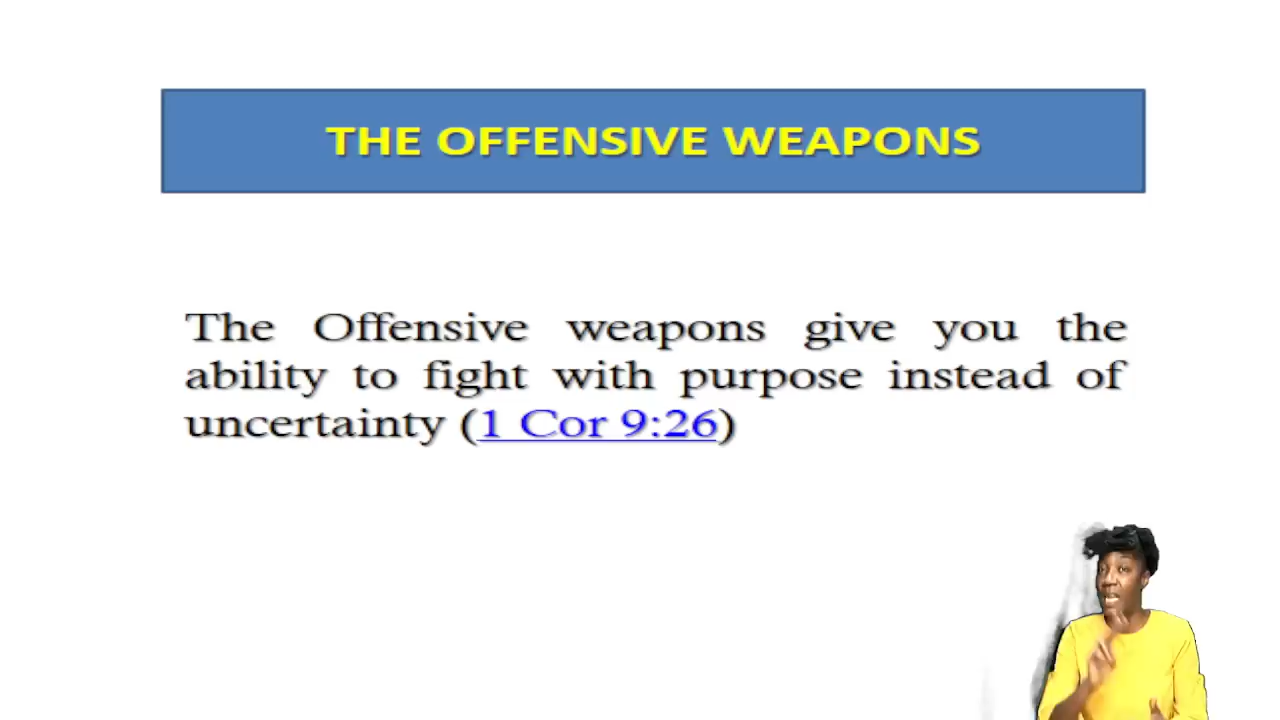 THE OFFENSIVE WEAPONS
The Offensive weapons give you the
ability to fight with purpose instead of
uncertainty (1 Cor 9:26)